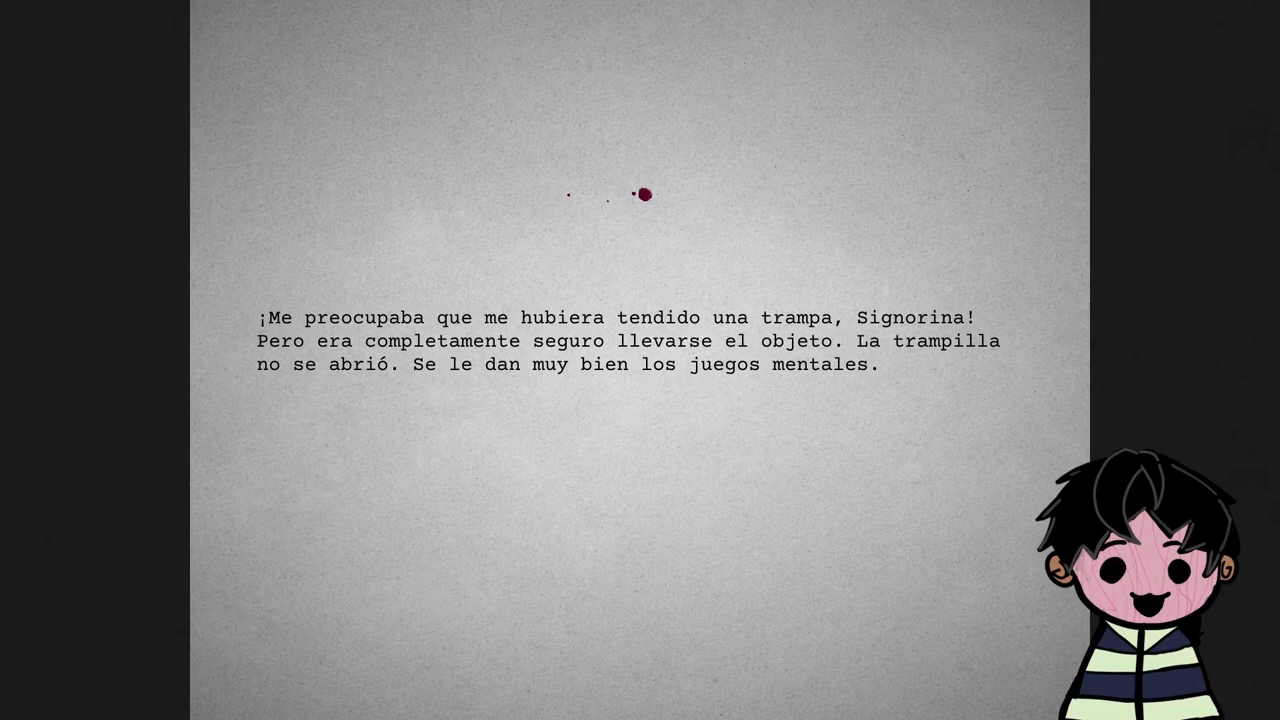 ¡Me preocupaba que me hubiera tendido una trampa, Signorina!
Pero era completamente seguro llevarse el objeto. La trampilla
no se abrió. Se le dan muy bien los juegos mentales.